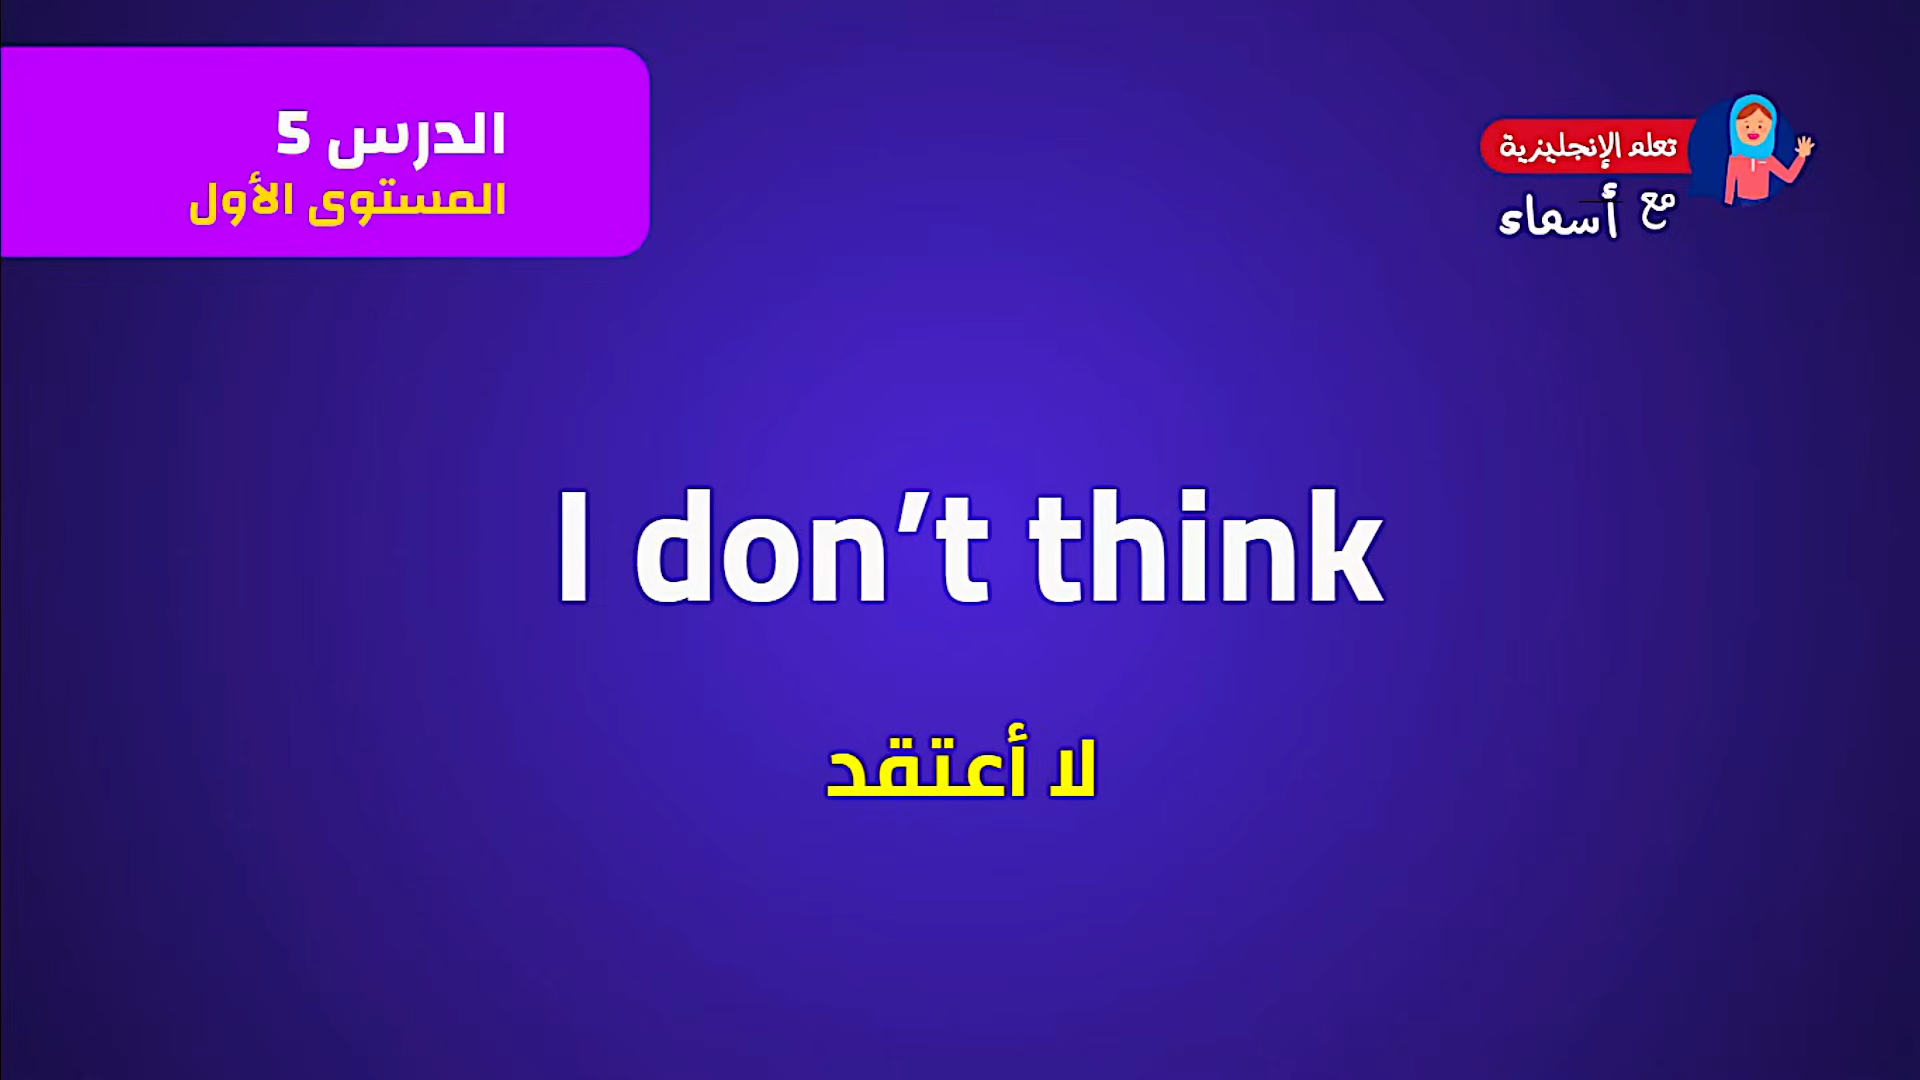 الدرس 5
المستوى الأول
تعلم الإنجليزية
مع أسماء
I don’t think
لا أعتقد